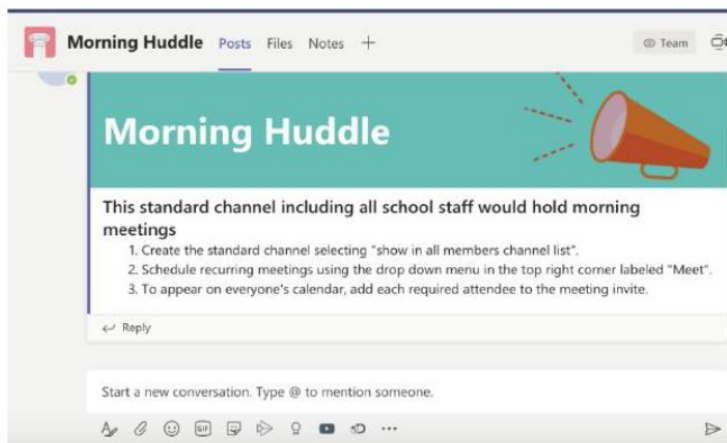 Morning Huddle Posts Files Notes + Team
Morning Huddle
This standard channel including all school staff would hold morning
meetings
1. Create the standard channel selecting "show in all members channel list".
2. Schedule recurring meetings using the drop down menu in the top right corner labeled "Meet".
3. To appear on everyone's calendar, add each required attendee to the meeting invite.
Reply
Start a new conversation. Type @ to mention someone.
GIF